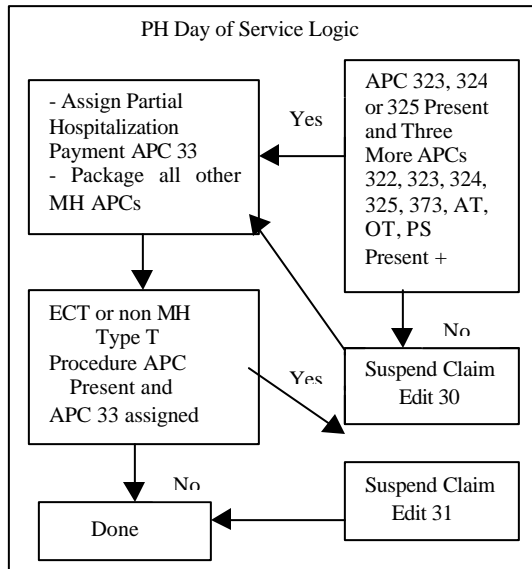 PH Day of Service Logic
- Assign Partial
Hospitalization
Payment APC 33
- Package all other
MH APCs
Yes
APC 323, 324
or 325 Present
and Three
More APCs
322, 323, 324,
325, 373, AT,
OT, PS
Present +
No
Suspend Claim
Edit 30
ECT or non MH
Type T
Procedure APC
Present and
APC 33 assigned
Yes
Suspend Claim
Edit 31
No
Done